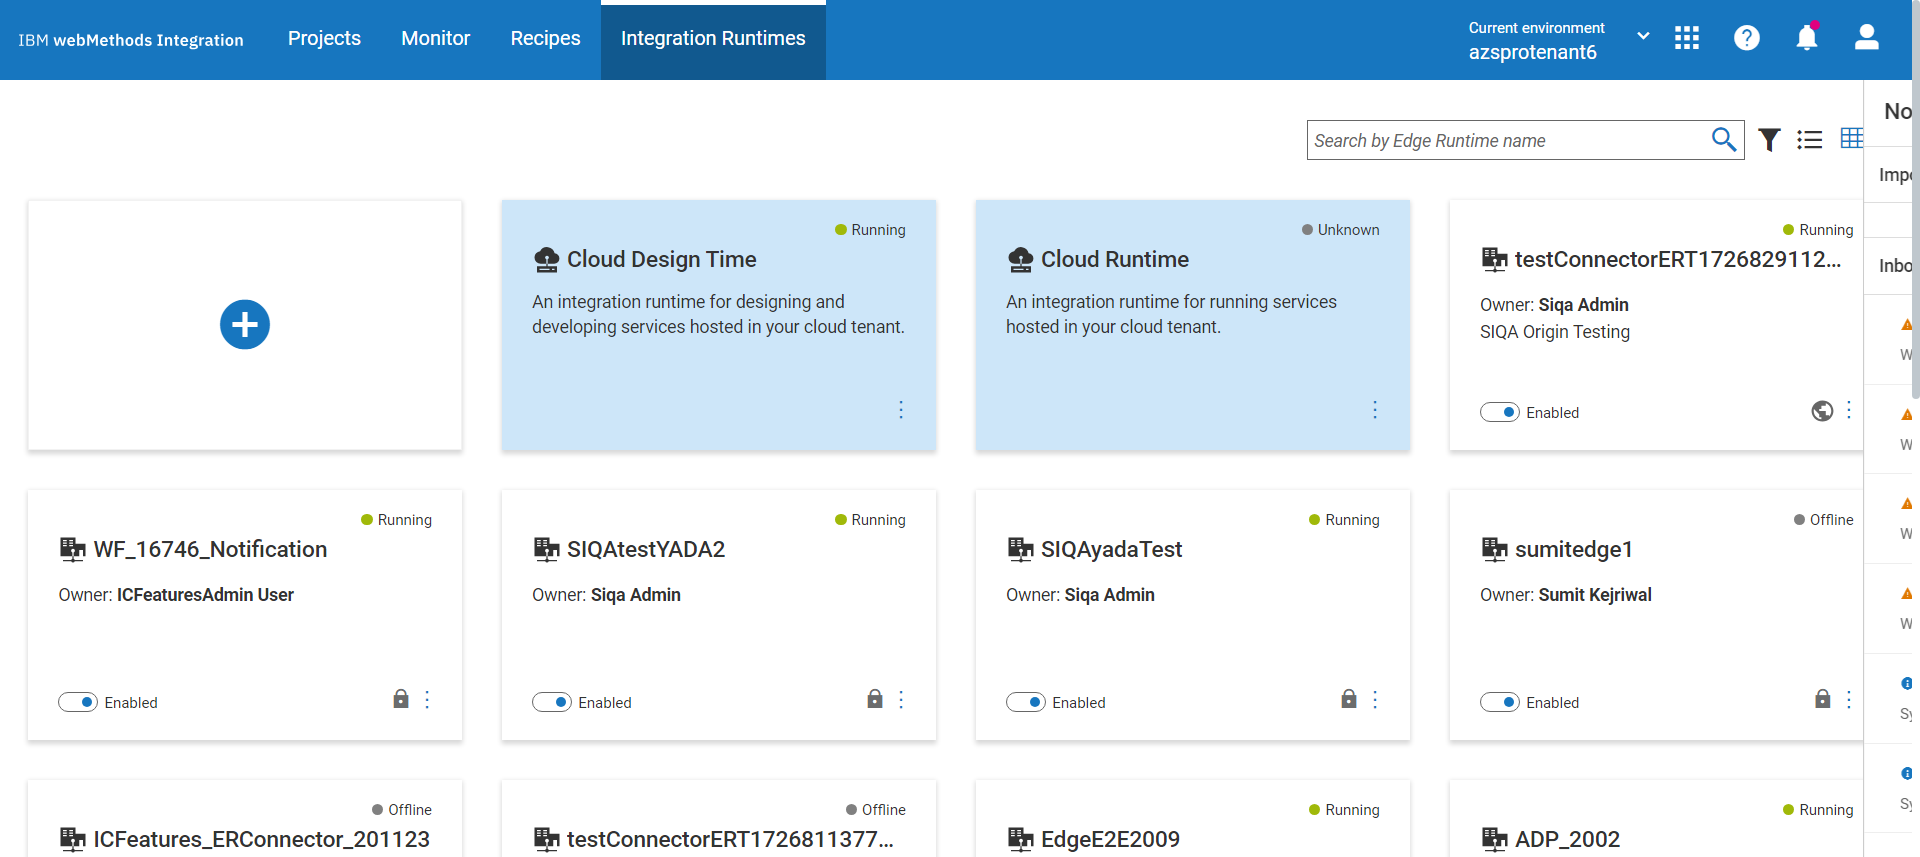 IBM webMethods Integration
Projects
Monitor
Recipes
Integration Runtimes
Current environment
azsprotenant6
Search by Edge Runtime name
Running
Cloud Design Time
An integration runtime for designing and
developing services hosted in your cloud tenant.
Unknown
Cloud Runtime
An integration runtime for running services
hosted in your cloud tenant.
Running
testConnectorERT1726829112...
Owner: Siqa Admin
SIQA Origin Testing
Enabled
Running
WF_16746_Notification
Owner: ICFeaturesAdmin User
Enabled
Running
SIQAtestYADA2
Owner: Siqa Admin
Enabled
Running
SIQAyadaTest
Owner: Siqa Admin
Enabled
Offline
sumitedge1
Owner: Sumit Kejriwal
Enabled
Offline
ICFeatures_ERConnector_201123
Offline
testConnectorERT1726811377...
Running
EdgeE2E2009
Running
ADP_2002
No
Impo
Inbo
W
W
W
W
Sy
Sy